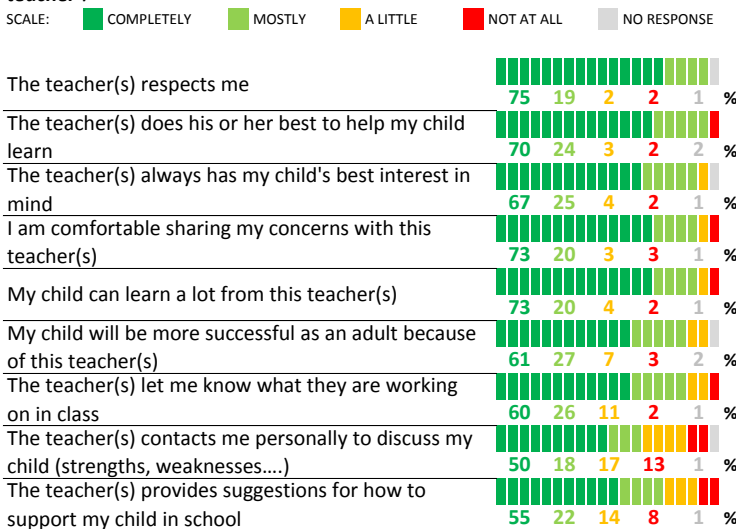 SCALE: COMPLETELY MOSTLY A LITTLE NOT AT ALL NO RESPONSE
The teacher(s) respects me
75 19 2 2 1 %
The teacher(s) does his or her best to help my child
learn
70 24 3 2 2 %
The teacher(s) always has my child's best interest in
mind
67 25 4 2 1 %
I am comfortable sharing my concerns with this
teacher(s)
73 20 3 3 1 %
My child can learn a lot from this teacher(s)
73 20 4 2 1 %
My child will be more successful as an adult because
of this teacher(s)
61 27 7 3 2 %
The teacher(s) let me know what they are working
on in class
60 26 11 2 1 %
The teacher(s) contacts me personally to discuss my
child (strengths, weaknesses....)
50 18 17 13 1 %
The teacher(s) provides suggestions for how to
support my child in school
55 22 14 8 1 %